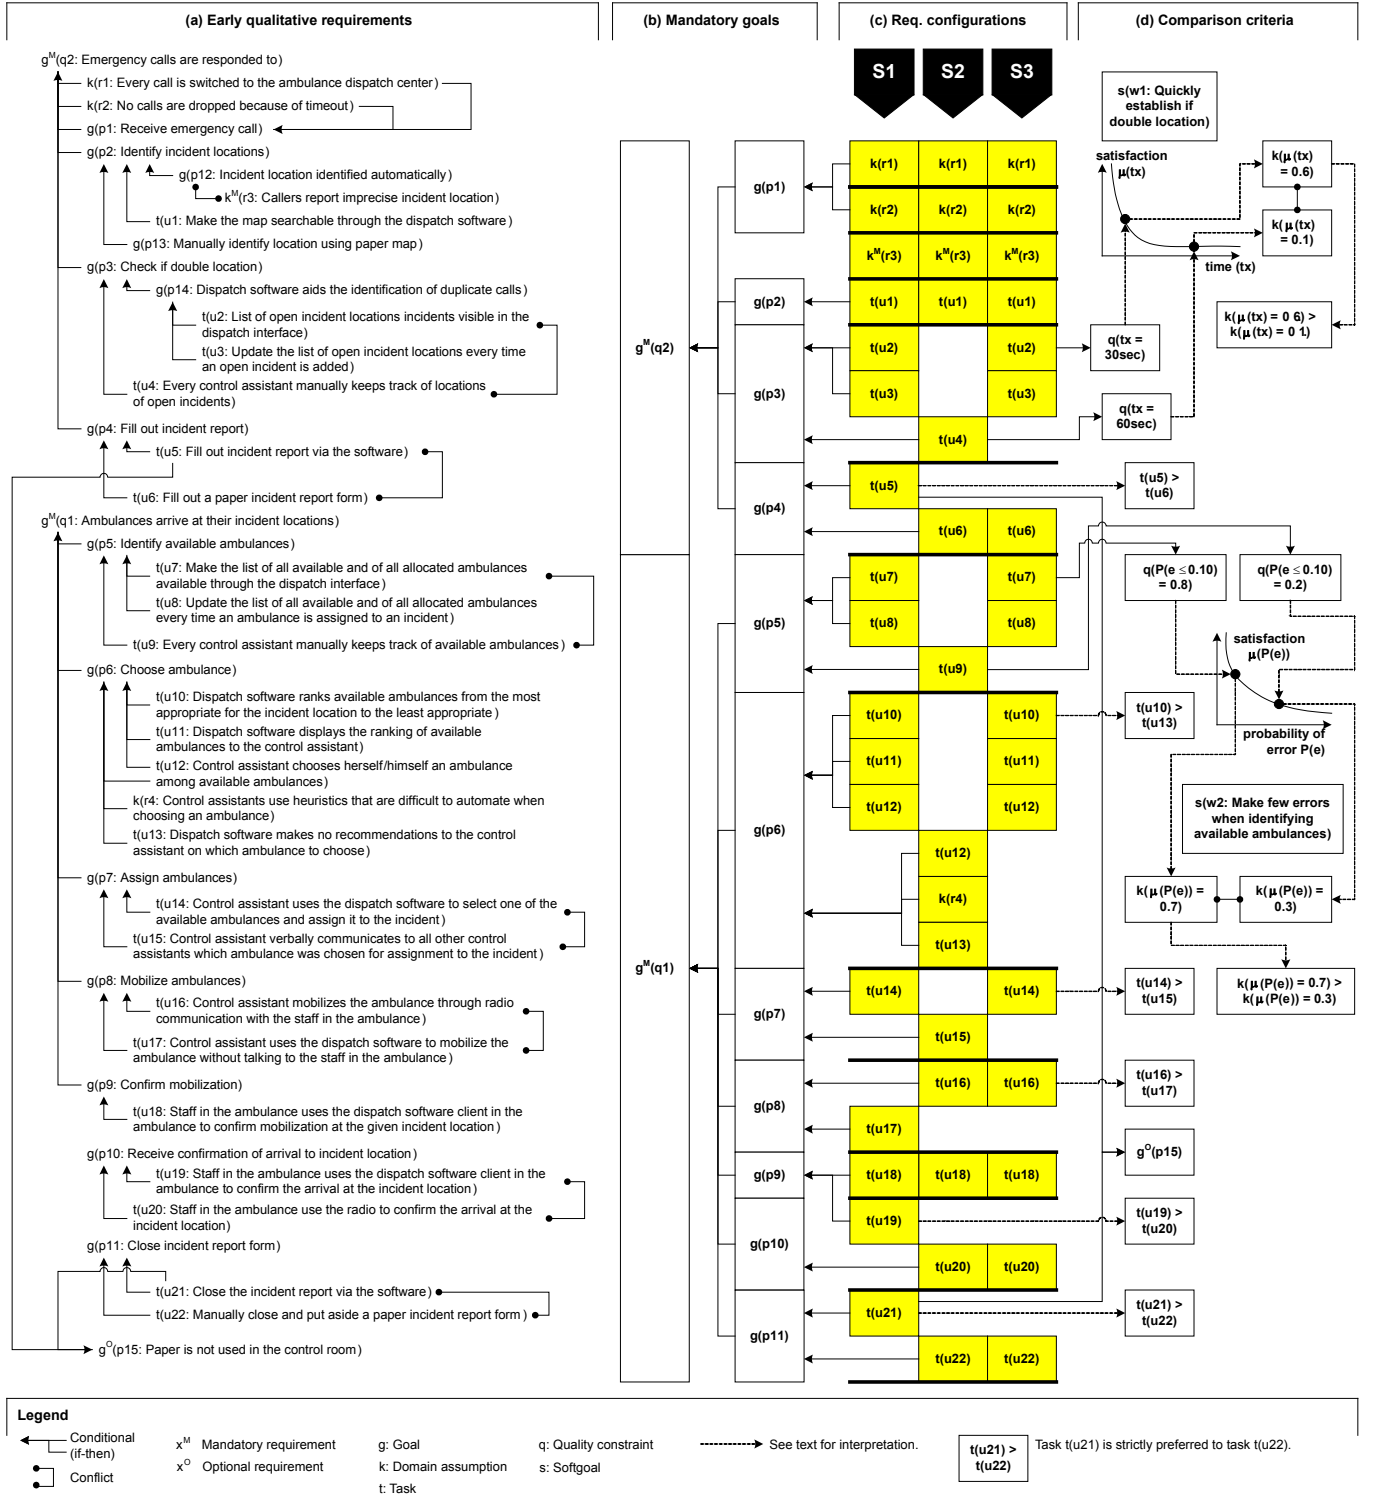 (a) Early qualitative requirements
(b) Mandatory goals
(c) Req. configurations
(d) Comparison criteria
g^M(q2: Emergency calls are responded to)
k(r1: Every call is switched to the ambulance dispatch center)
k(r2: No calls are dropped because of timeout)
g(p1: Receive emergency call)
g(p2: Identify incident locations)
g(p12: Incident location identified automatically)
k^M(r3: Callers report imprecise incident location)
t(u1: Make the map searchable through the dispatch software)
g(p13: Manually identify location using paper map)
g(p3: Check if double location)
g(p14: Dispatch software aids the identification of duplicate calls)
t(u2: List of open incident locations incidents visible in the
dispatch interface)
t(u3: Update the list of open incident locations every time
an open incident is added)
t(u4: Every control assistant manually keeps track of locations
of open incidents)
g(p4: Fill out incident report)
t(u5: Fill out incident report via the software)
t(u6: Fill out a paper incident report form)
g^M(q1: Ambulances arrive at their incident locations)
g(p5: Identify available ambulances)
t(u7: Make the list of all available and of all allocated ambulances
available through the dispatch interface)
t(u8: Update the list of all available and of all allocated ambulances
every time an ambulance is assigned to an incident)
t(u9: Every control assistant manually keeps track of available ambulances)
g(p6: Choose ambulance)
t(u10: Dispatch software ranks available ambulances from the most
appropriate for the incident location to the least appropriate)
t(u11: Dispatch software displays the ranking of available
ambulances to the control assistant)
t(u12: Control assistant chooses herself/himself an ambulance
among available ambulances)
k(r4: Control assistants use heuristics that are difficult to automate when
choosing an ambulance)
t(u13: Dispatch software makes no recommendations to the control
assistant on which ambulance to choose)
g(p7: Assign ambulances)
t(u14: Control assistant uses the dispatch software to select one of the
available ambulances and assign it to the incident)
t(u15: Control assistant verbally communicates to all other control
assistants which ambulance was chosen for assignment to the incident)
g(p8: Mobilize ambulances)
t(u16: Control assistant mobilizes the ambulance through radio
communication with the staff in the ambulance)
t(u17: Control assistant uses the dispatch software to mobilize the
ambulance without talking to the staff in the ambulance)
g(p9: Confirm mobilization)
t(u18: Staff in the ambulance uses the dispatch software client in the
ambulance to confirm mobilization at the given incident location)
g(p10: Receive confirmation of arrival to incident location)
t(u19: Staff in the ambulance uses the dispatch software client in the
ambulance to confirm the arrival at the incident location)
t(u20: Staff in the ambulance use the radio to confirm the arrival at the
incident location)
g(p11: Close incident report form)
t(u21: Close the incident report via the software)
t(u22: Manually close and put aside a paper incident report form)
g^O(p15: Paper is not used in the control room)
g^M(q2)
g^M(q1)
g(p1)
g(p2)
g(p3)
g(p4)
g(p5)
g(p6)
g(p7)
g(p8)
g(p9)
g(p10)
g(p11)
S1 S2 S3
k(r1) k(r1) k(r1)
k(r2) k(r2) k(r2)
k^M(r3) k^M(r3) k^M(r3)
t(u1) t(u1) t(u1)
t(u2) t(u2)
t(u3) t(u3)
t(u4)
t(u5)
t(u6) t(u6)
t(u7) t(u7)
t(u8) t(u8)
t(u9)
t(u10) t(u10)
t(u11) t(u11)
t(u12) t(u12)
t(u12)
k(r4)
t(u13)
t(u14) t(u14)
t(u15)
t(u16) t(u16)
t(u17)
t(u18) t(u18) t(u18)
t(u19)
t(u20) t(u20)
t(u21)
t(u22) t(u22)
s(w1: Quickly
establish if
double location)
satisfaction
μ(tx)
time (tx)
k(μ(tx)
= 0.6)
k(μ(tx)
= 0.1)
k(μ(tx) = 0 6) >
k(μ(tx) = 0 1)
q(tx =
30sec)
q(tx =
60sec)
t(u5) >
t(u6)
q(P(e ≤ 0.10)
= 0.8)
q(P(e ≤ 0.10)
= 0.2)
satisfaction
μ(P(e))
probability of
error P(e)
t(u10) >
t(u13)
s(w2: Make few errors
when identifying
available ambulances)
k(μ(P(e)) =
0.7)
k(μ(P(e)) =
0.3)
k(μ(P(e)) = 0.7) >
k(μ(P(e)) = 0.3)
t(u14) >
t(u15)
t(u16) >
t(u17)
g^O(p15)
t(u19) >
t(u20)
t(u21) >
t(u22)
Legend
Conditional
(if-then)
Conflict
x^M Mandatory requirement
x^O Optional requirement
g: Goal
k: Domain assumption
t: Task
q: Quality constraint
s: Softgoal
See text for interpretation.
t(u21) >
t(u22)
Task t(u21) is strictly preferred to task t(u22).